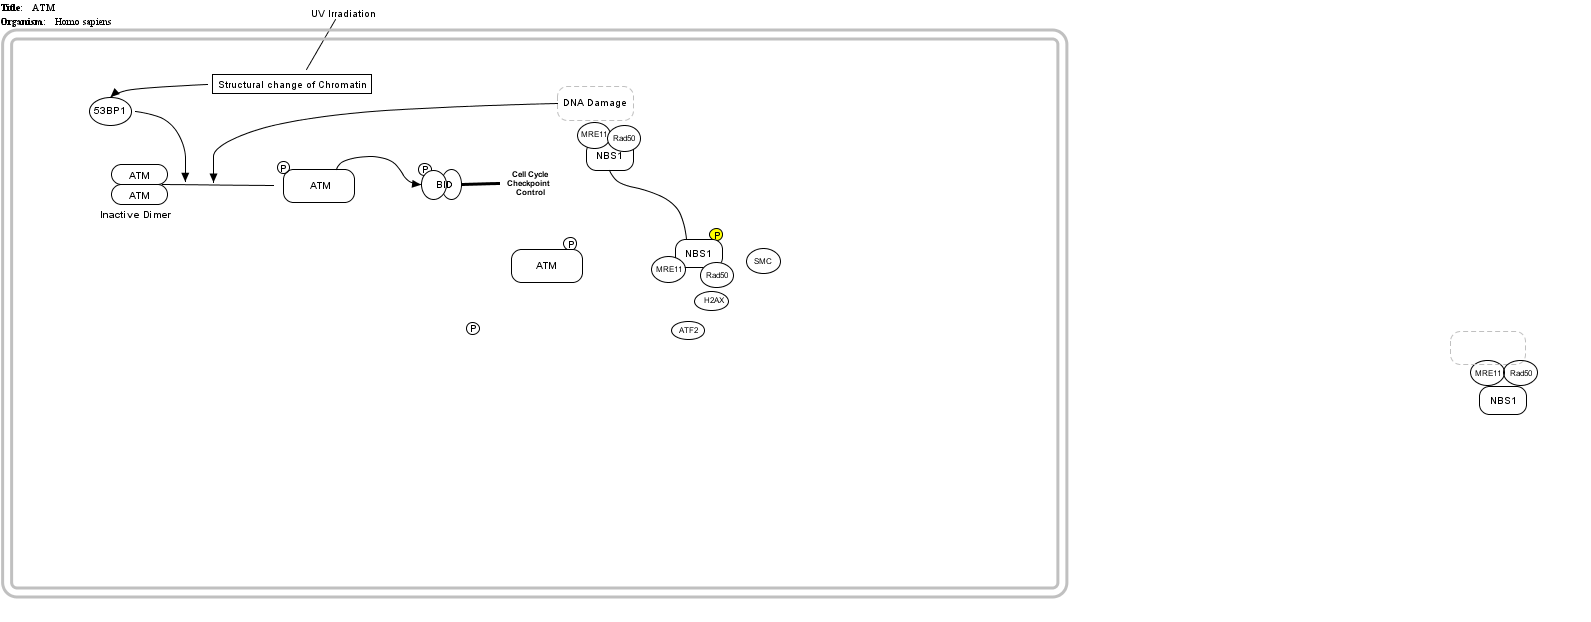 Title: ATM
Organism: Homo sapiens
UV Irradiation
Structural change of Chromatin
53BP1
DNA Damage
MRE11
Rad50
NBS1
P
ATM
ATM
Inactive Dimer
ATM
P
BID
Cell Cycle
Checkpoint
Control
P
ATM
P
NBS1
MRE11
Rad50
SMC
H2AX
P
ATF2
MRE11
Rad50
NBS1